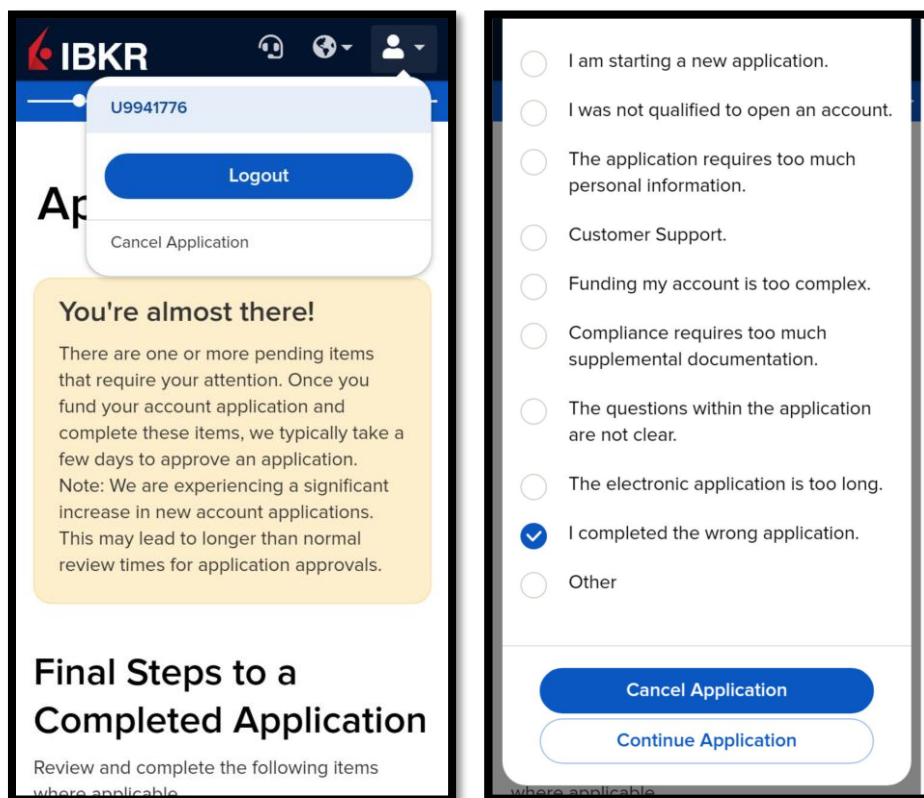 IBKR
U9941776
Logout
Ap
Cancel Application
You're almost there!
There are one or more pending items
that require your attention. Once you
fund your account application and
complete these items, we typically take a
few days to approve an application.
Note: We are experiencing a significant
increase in new account applications.
This may lead to longer than normal
review times for application approvals.
Final Steps to a
Completed Application
Review and complete the following items
where applicable
I am starting a new application.
I was not qualified to open an account.
The application requires too much
personal information.
Customer Support.
Funding my account is too complex.
Compliance requires too much
supplemental documentation.
The questions within the application
are not clear.
The electronic application is too long.
I completed the wrong application.
Other
Cancel Application
Continue Application
where applicable